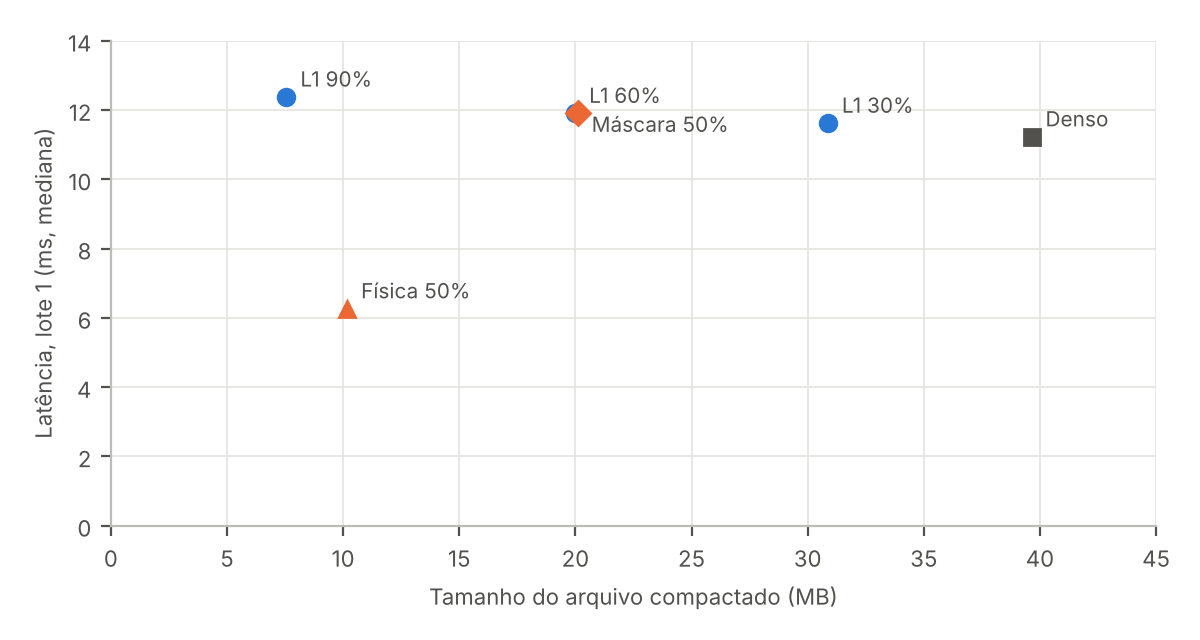 14
12
10
8
6
4
2
0
Latência, lote 1 (ms, mediana)
L1 90%
L1 60%
Máscara 50%
L1 30%
Denso
Física 50%
0 5 10 15 20 25 30 35 40 45
Tamanho do arquivo compactado (MB)